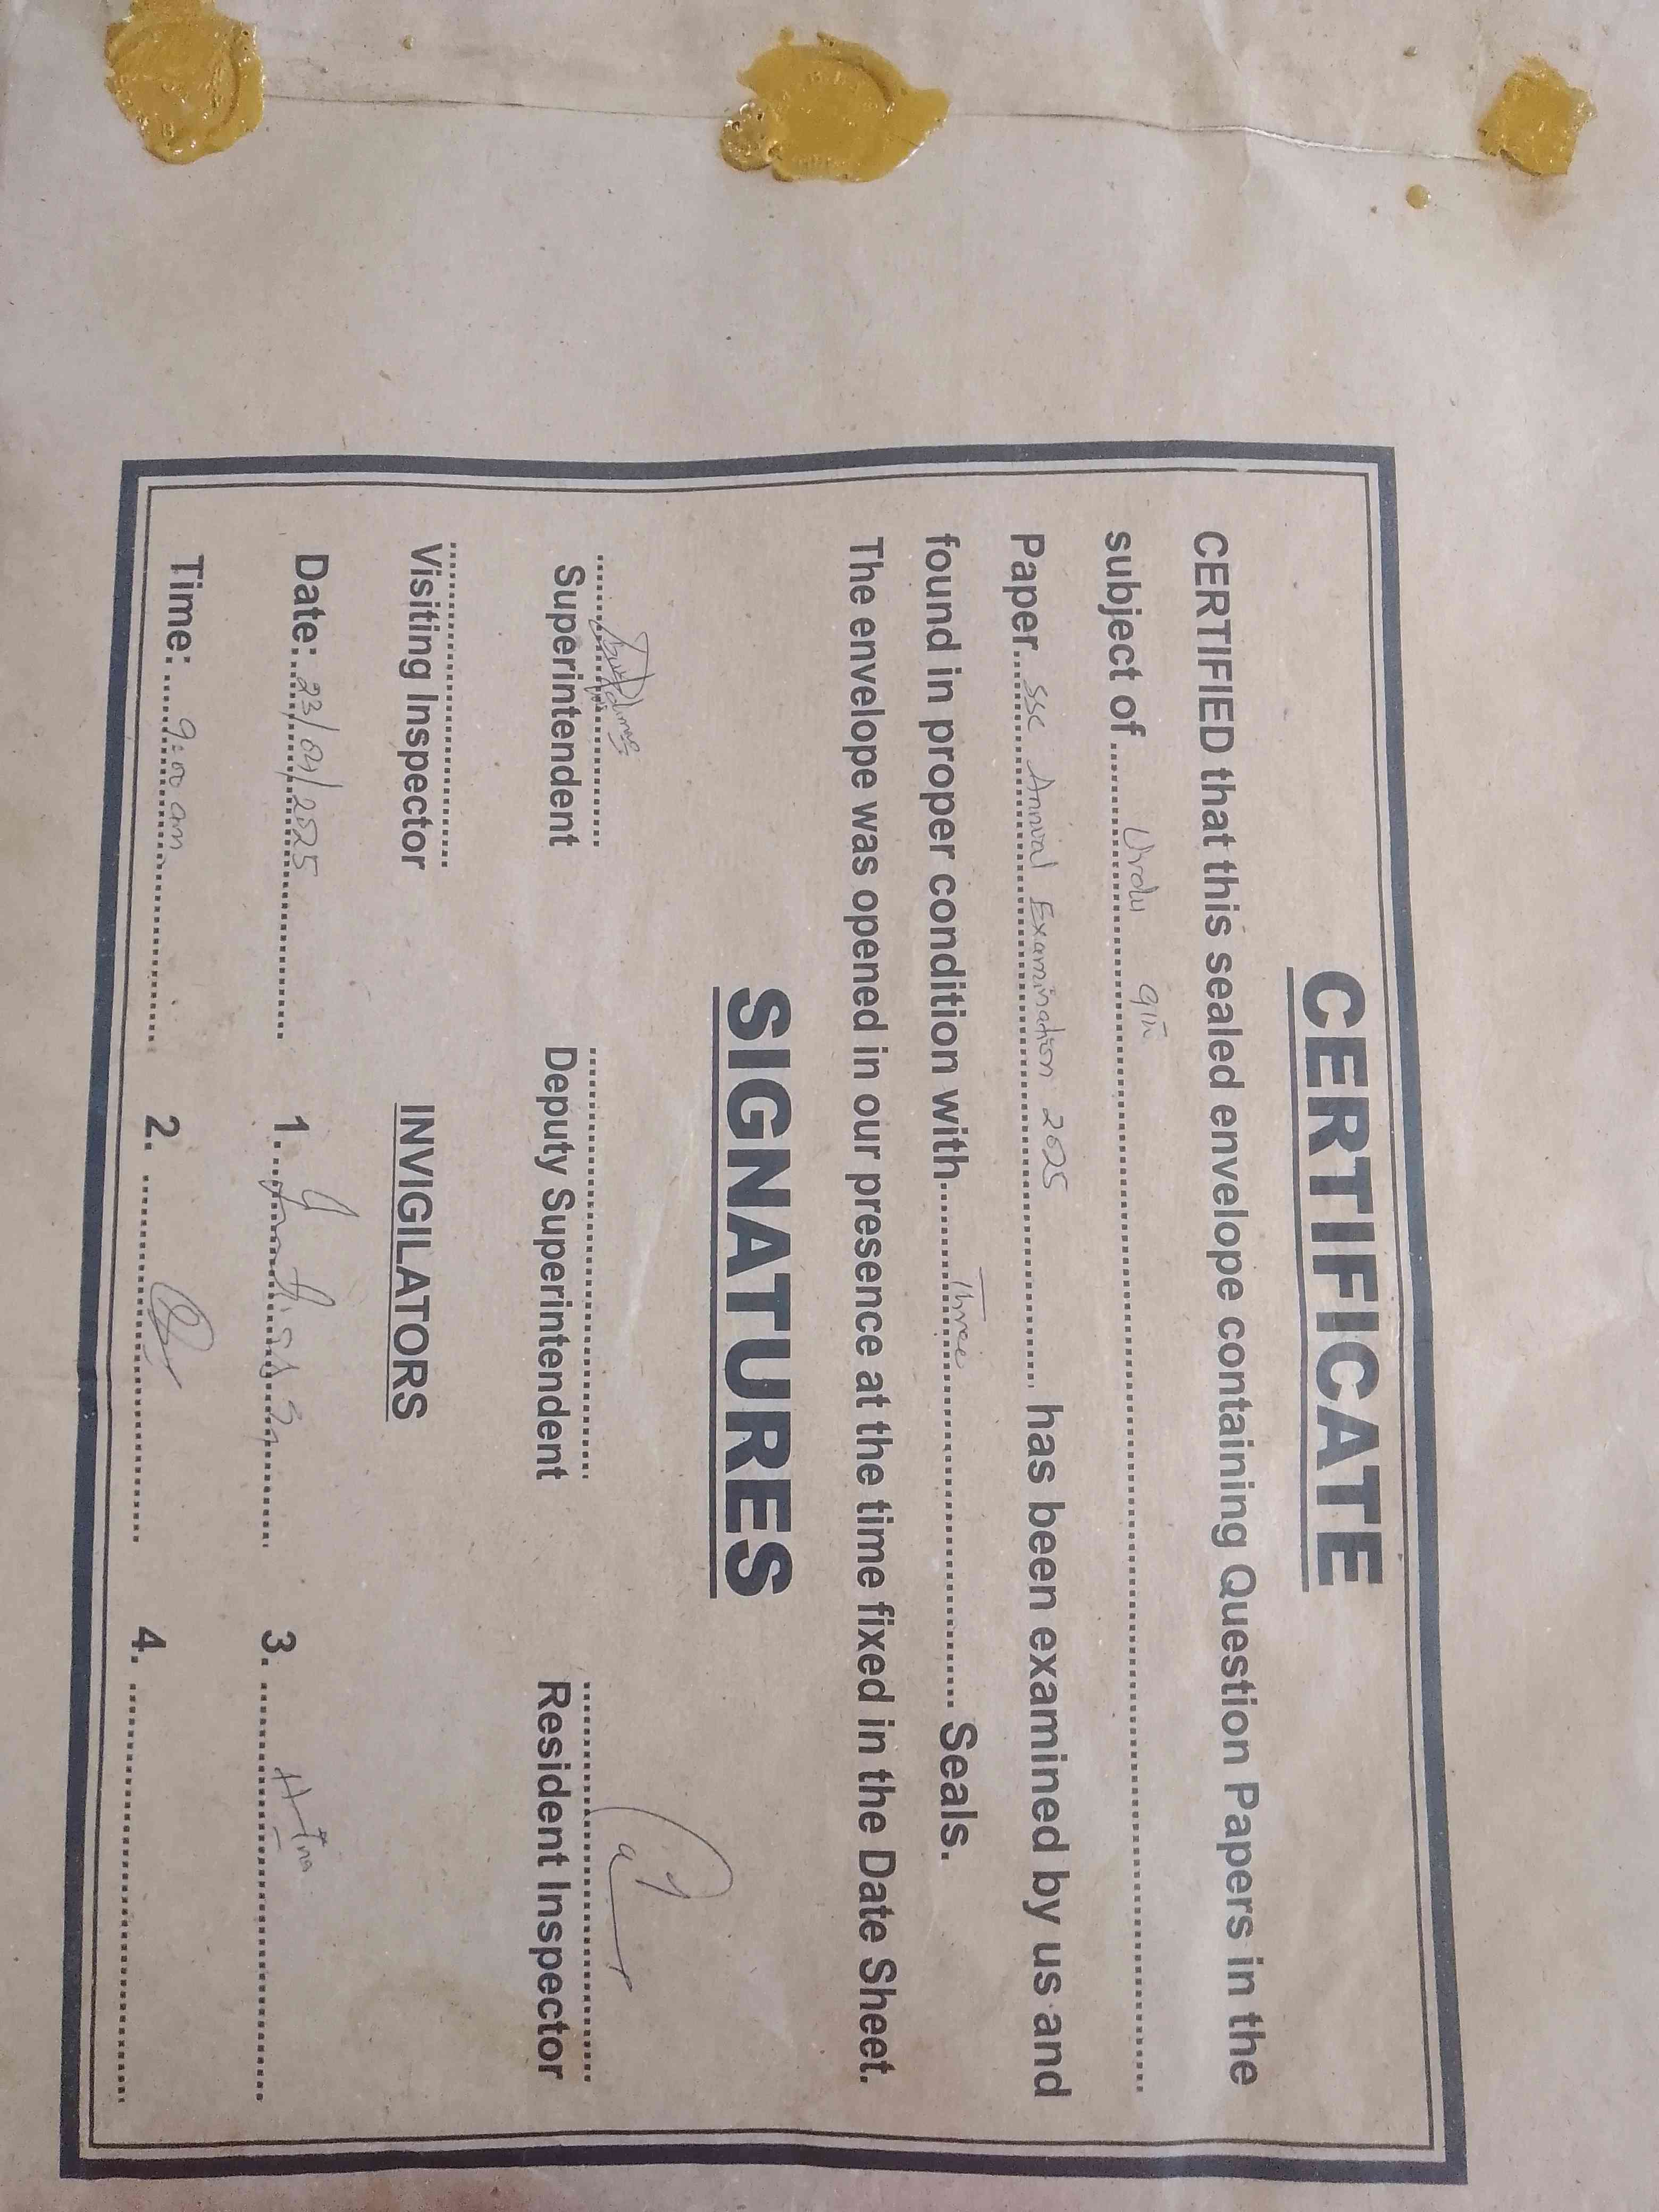 CERTIFICATE
CERTIFIED that this sealed envelope containing Question Papers in the
subject of ........ Urdu 9th ........
Paper.... SSC Annual Examination 2025 ........ has been examined by us and
found in proper condition with........ Three ........ Seals.
The envelope was opened in our presence at the time fixed in the Date Sheet.
SIGNATURES
Superintendent Deputy Superintendent Resident Inspector
Visiting Inspector INVIGILATORS
Date: 23/04/2025 1. 3. Hina
Time: 9:00 am 2. 4.